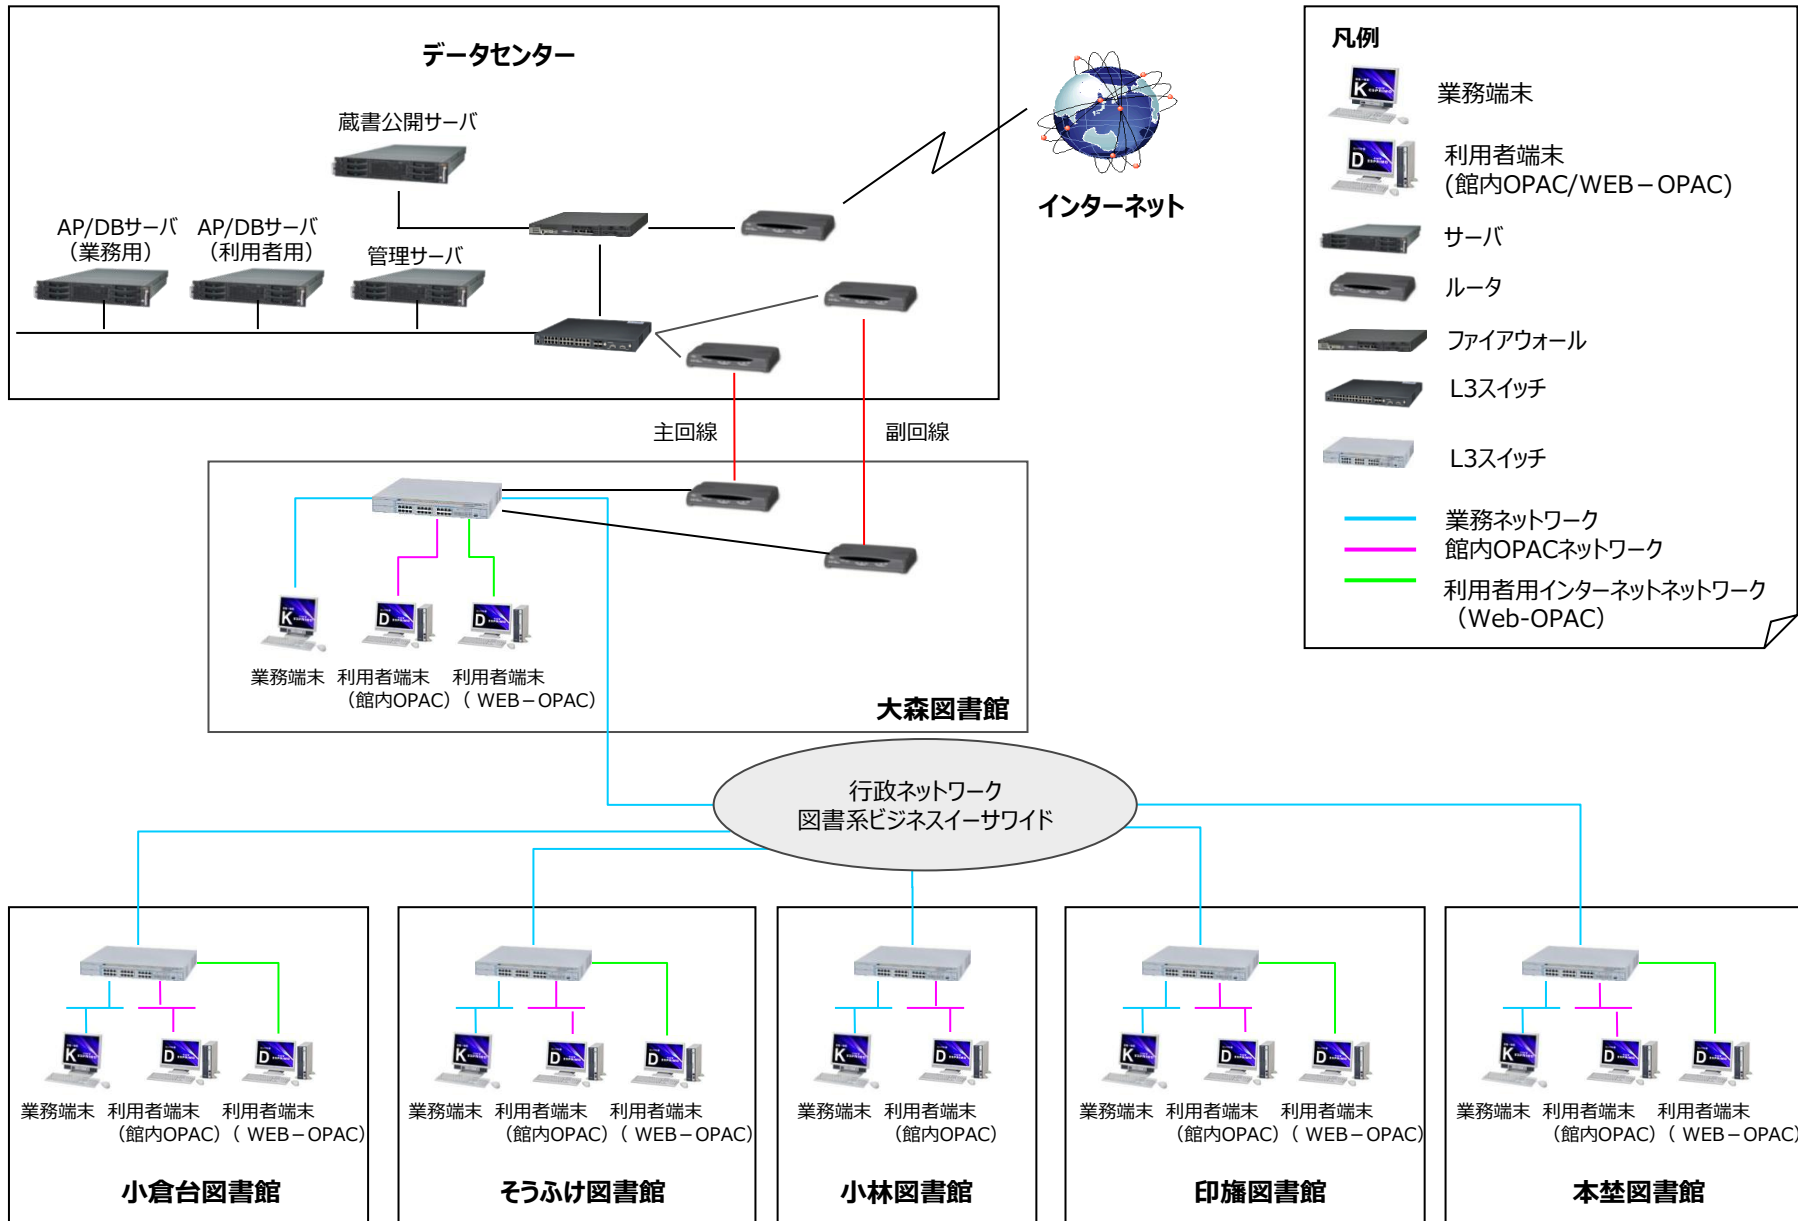 データセンター
蔵書公開サーバ
AP/DBサーバ
（業務用）
AP/DBサーバ
（利用者用）
管理サーバ
インターネット
凡例
K
業務端末
D
利用者端末
(館内OPAC/WEB－OPAC)
サーバ
ルータ
ファイアウォール
L3スイッチ
L3スイッチ
業務ネットワーク
館内OPACネットワーク
利用者用インターネットネットワーク
（Web-OPAC）
主回線
副回線
K
D
D
業務端末
利用者端末
（館内OPAC）
利用者端末
（ WEB－OPAC）
大森図書館
行政ネットワーク
図書系ビジネスイーサワイド
K
D
D
業務端末
利用者端末
（館内OPAC）
利用者端末
（ WEB－OPAC）
小倉台図書館
K
D
D
業務端末
利用者端末
（館内OPAC）
利用者端末
（ WEB－OPAC）
そうふけ図書館
K
D
業務端末
利用者端末
（館内OPAC）
小林図書館
K
D
D
業務端末
利用者端末
（館内OPAC）
利用者端末
（ WEB－OPAC）
印旛図書館
K
D
D
業務端末
利用者端末
（館内OPAC）
利用者端末
（ WEB－OPAC）
本埜図書館